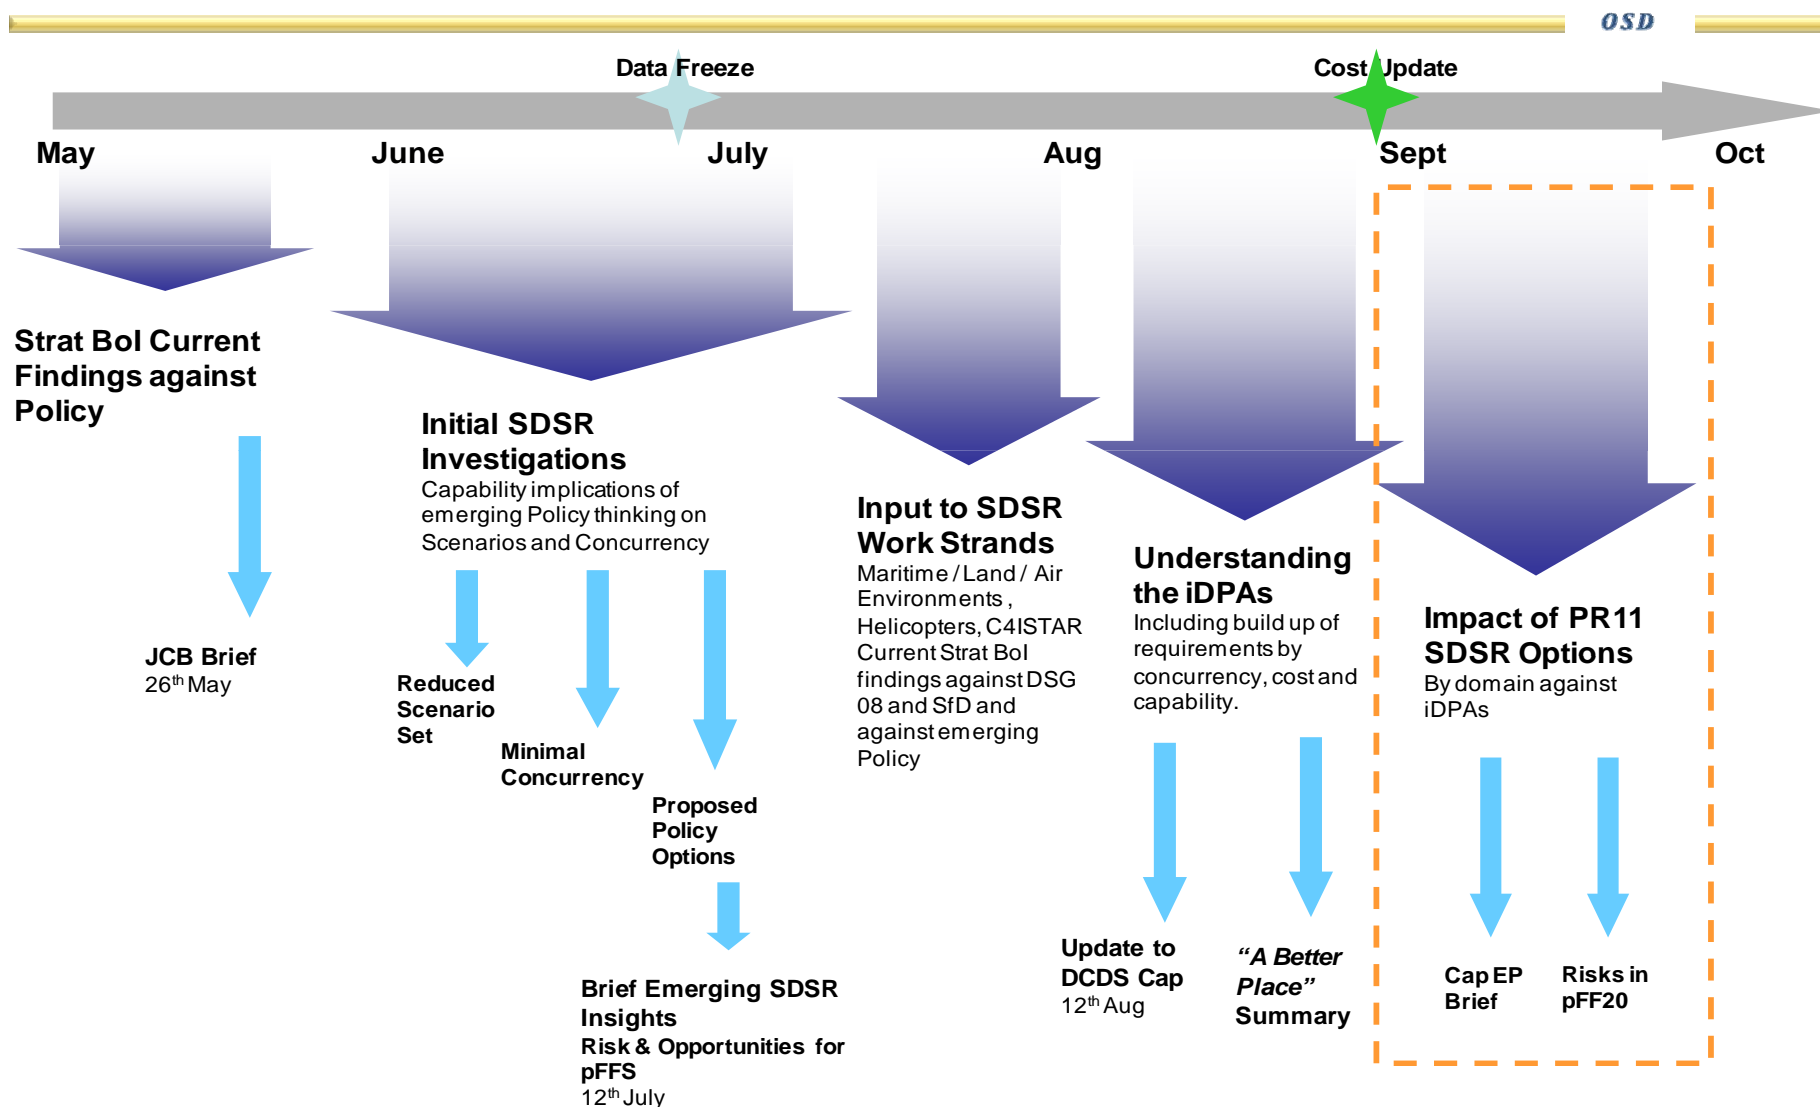 OSD
Data Freeze
Cost Update
May
June
July
Aug
Sept
Oct
Strat BoI Current
Findings against
Policy
JCB Brief
26th May
Initial SDSR
Investigations
Capability implications of
emerging Policy thinking on
Scenarios and Concurrency
Reduced
Scenario
Set
Minimal
Concurrency
Proposed
Policy
Options
Brief Emerging SDSR
Insights
Risk & Opportunities for
pFFS
12th July
Input to SDSR
Work Strands
Maritime / Land / Air
Environments ,
Helicopters, C4ISTAR
Current Strat BoI
findings against DSG
08 and SfD and
against emerging
Policy
Understanding
the iDPAs
Including build up of
requirements by
concurrency, cost and
capability.
Update to
DCDS Cap
12th Aug
“A Better
Place”
Summary
Impact of PR11
SDSR Options
By domain against
iDPAs
Cap EP
Brief
Risks in
pFF20